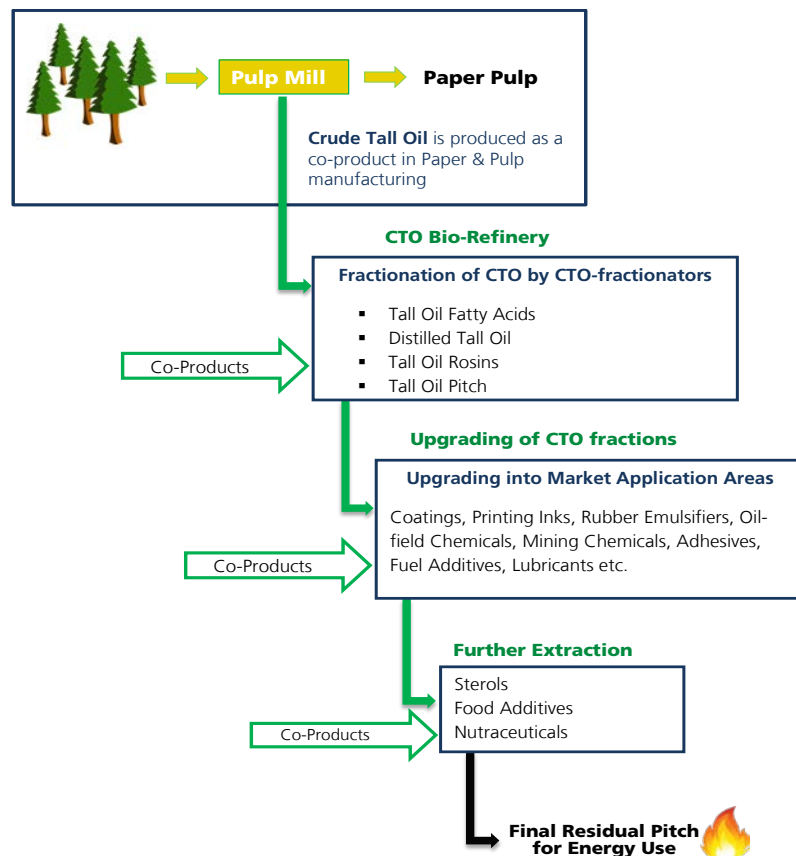 Pulp Mill
Paper Pulp
Crude Tall Oil is produced as a
co-product in Paper & Pulp
manufacturing
CTO Bio-Refinery
Fractionation of CTO by CTO-fractionators
▪ Tall Oil Fatty Acids
▪ Distilled Tall Oil
▪ Tall Oil Rosins
▪ Tall Oil Pitch
Co-Products
Upgrading of CTO fractions
Upgrading into Market Application Areas
Coatings, Printing Inks, Rubber Emulsifiers, Oil-
field Chemicals, Mining Chemicals, Adhesives,
Fuel Additives, Lubricants etc.
Co-Products
Further Extraction
Sterols
Food Additives
Nutraceuticals
Co-Products
Final Residual Pitch
for Energy Use